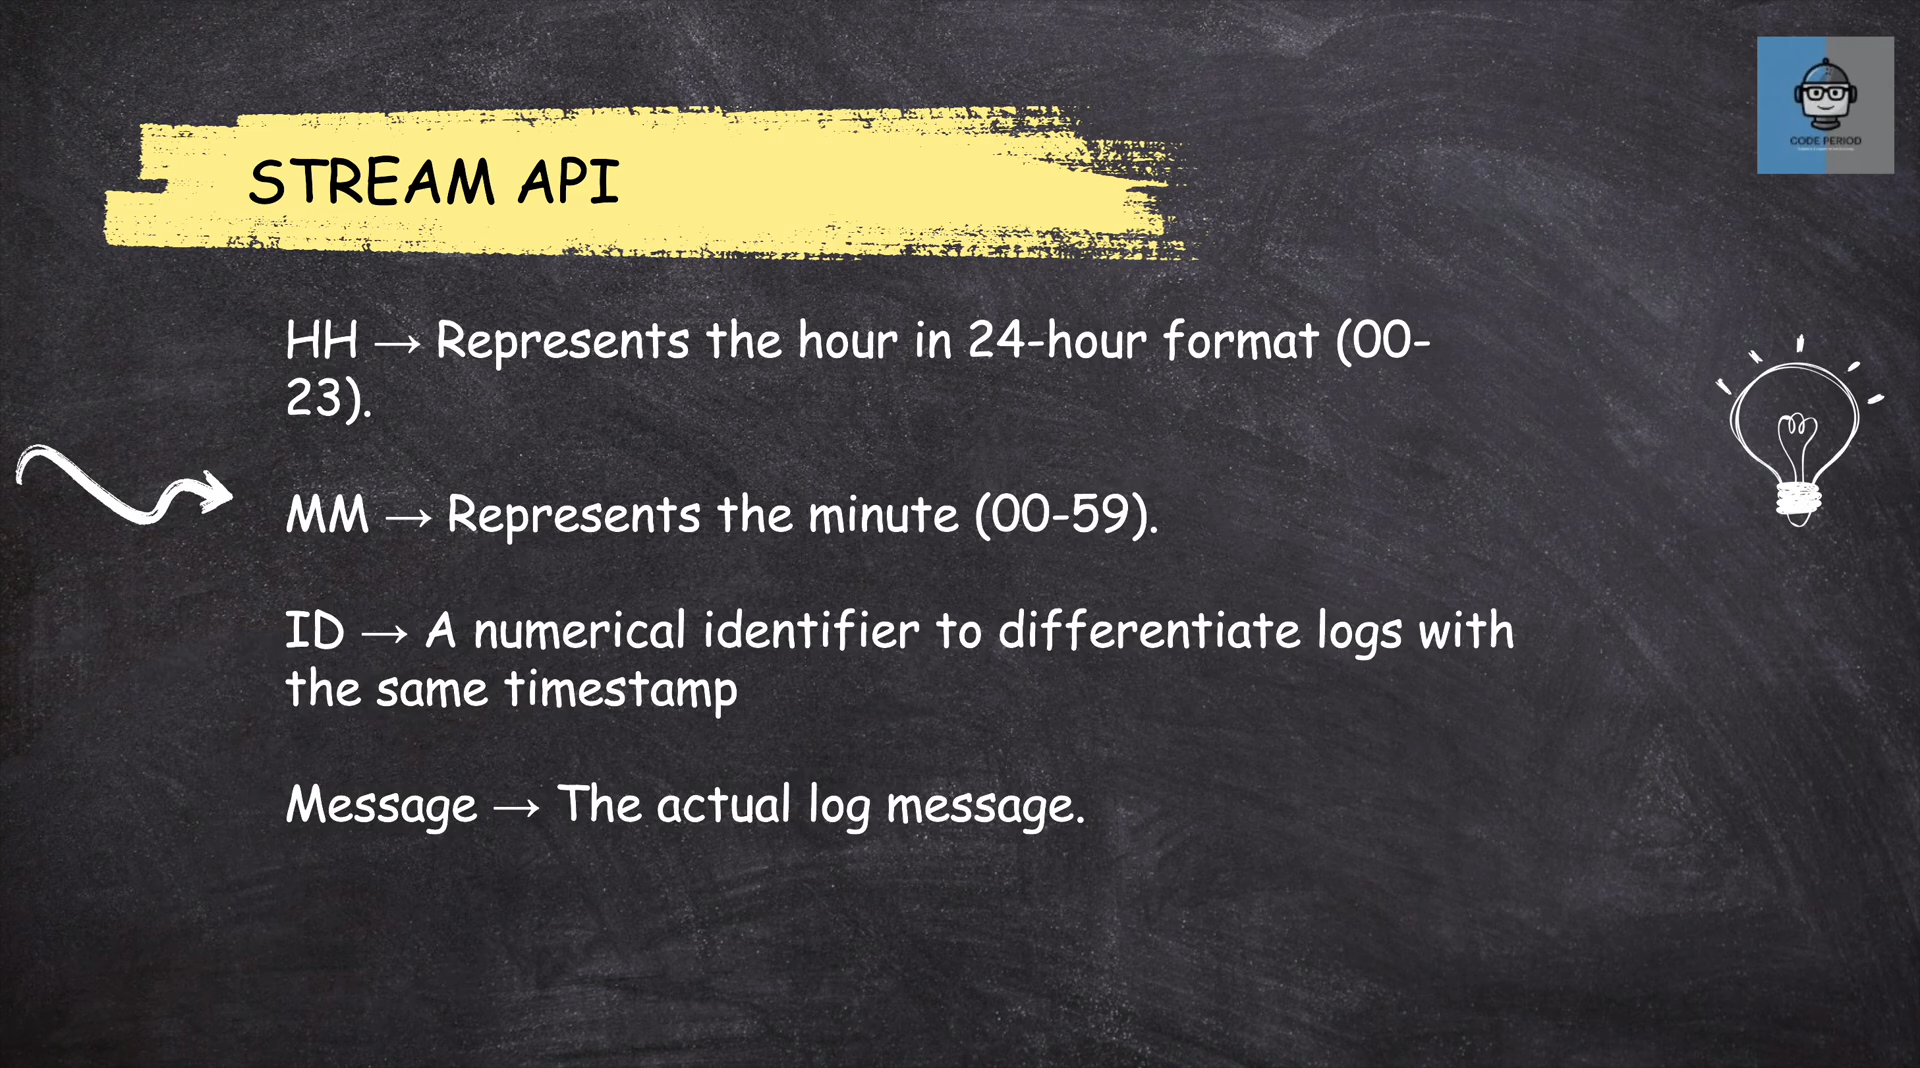 CODE PERIOD
STREAM API
HH → Represents the hour in 24-hour format (00-
23).
MM → Represents the minute (00-59).
ID → A numerical identifier to differentiate logs with
the same timestamp
Message → The actual log message.